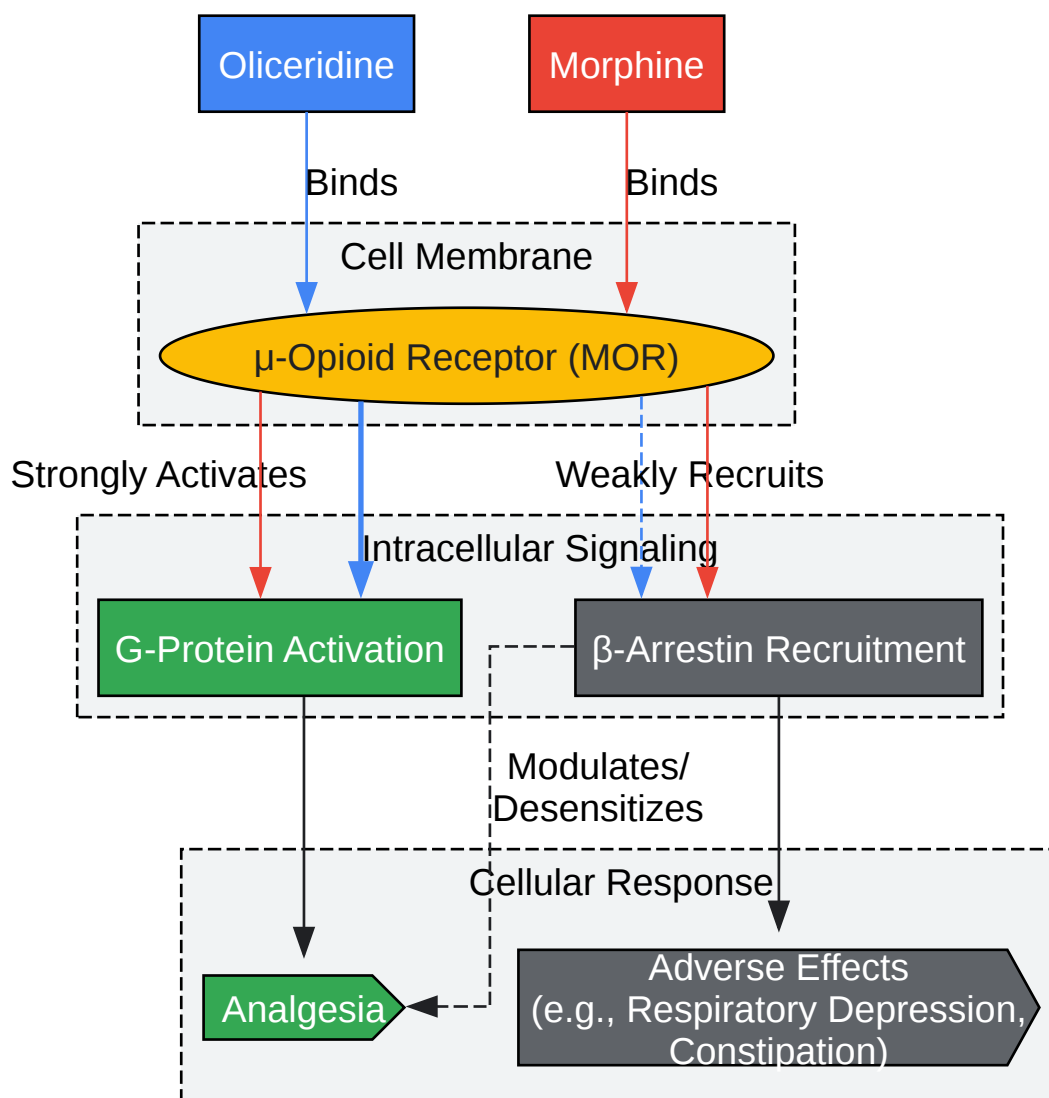 Oliceridine
Morphine
Binds
Binds
Cell Membrane
μ-Opioid Receptor (MOR)
Strongly Activates
Weakly Recruits
Intracellular Signaling
G-Protein Activation
β-Arrestin Recruitment
Modulates/
Desensitizes
Cellular Response
Analgesia
Adverse Effects
(e.g., Respiratory Depression,
Constipation)